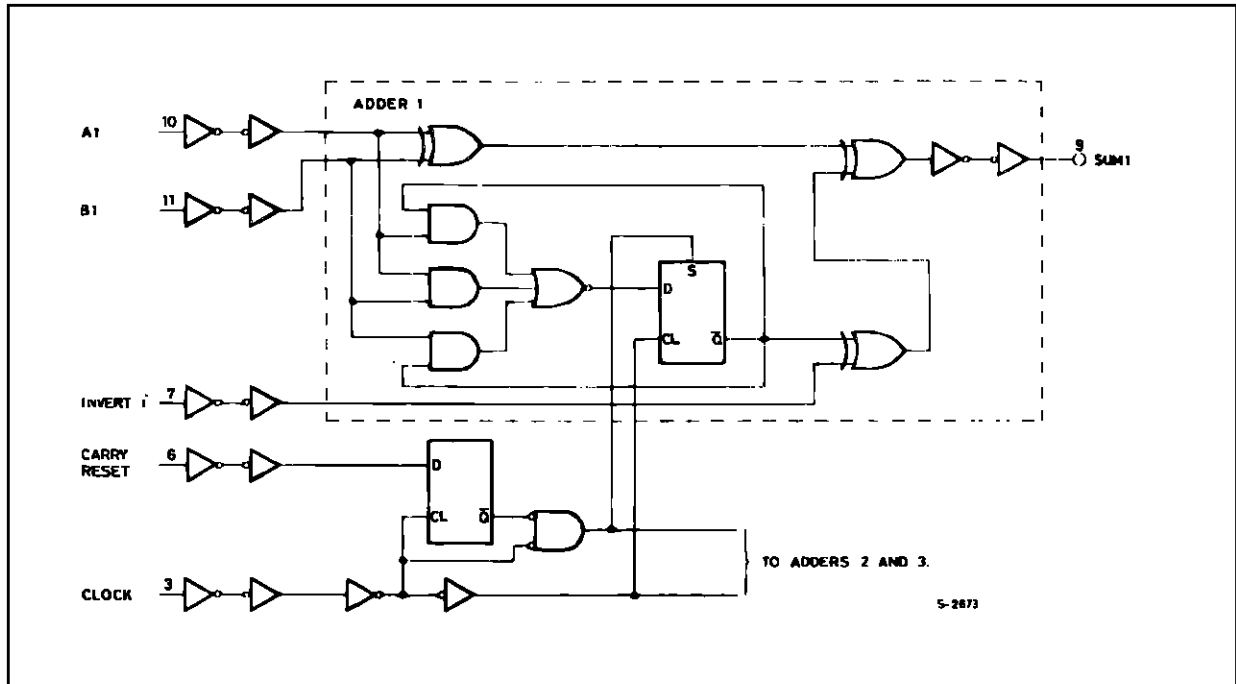 ADDER 1
A1
10
B1
11
9
SUM1
S
D
CL
Q̅
INVERT 1
7
CARRY
RESET
6
D
CL
Q̅
CLOCK
3
TO ADDERS 2 AND 3.
S-2673